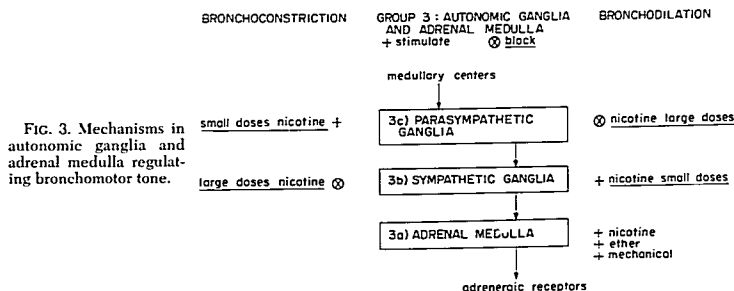 BRONCHOCONSTRICTION
GROUP 3 : AUTONOMIC GANGLIA
AND ADRENAL MEDULLA
+ stimulate ⊗ block
BRONCHODILATION
medullary centers
small doses nicotine +
3c) PARASYMPATHETIC
GANGLIA
⊗ nicotine large doses
FIG. 3. Mechanisms in
autonomic ganglia and
adrenal medulla regulat-
ing bronchomotor tone.
large doses nicotine ⊗
3b) SYMPATHETIC GANGLIA
+ nicotine small doses
3a) ADRENAL MEDULLA
+ nicotine
+ ether
+ mechanical
adrenergic receptors